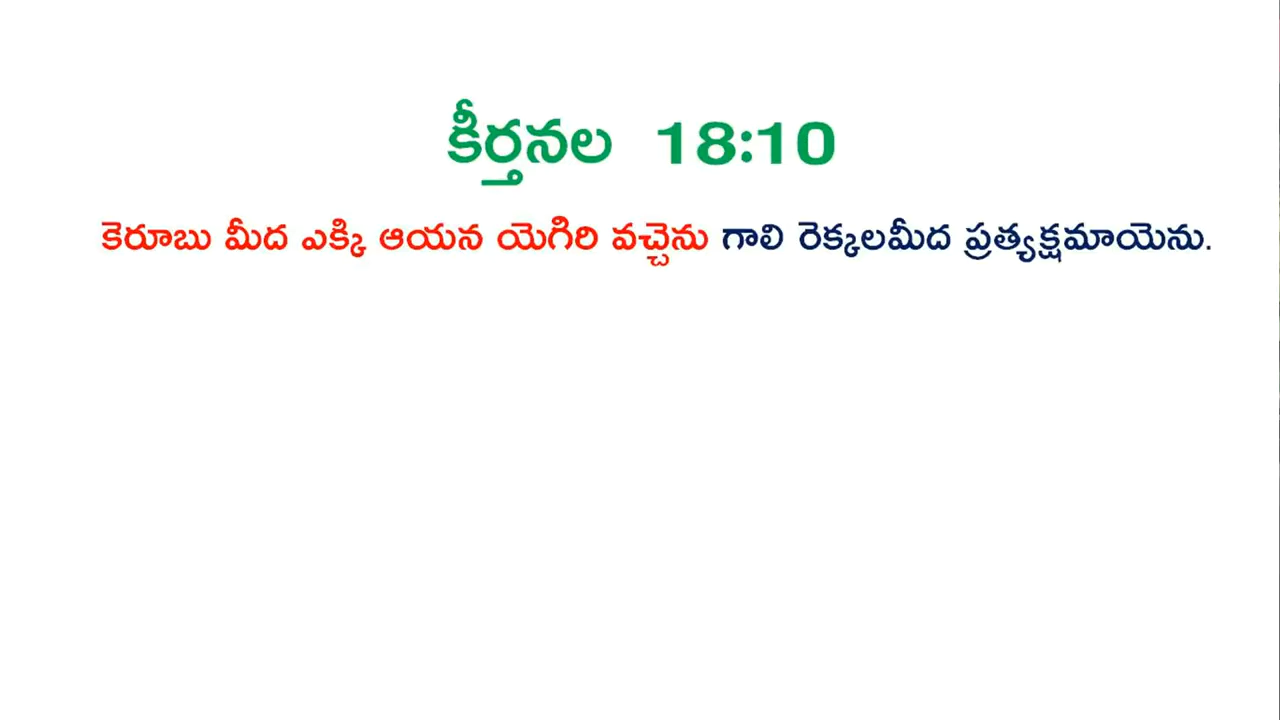 కీర్తనల 18:10
కెరూబు మీద ఎక్కి ఆయన యెగిరి వచ్చెను గాలి రెక్కలమీద ప్రత్యక్షమాయెను.